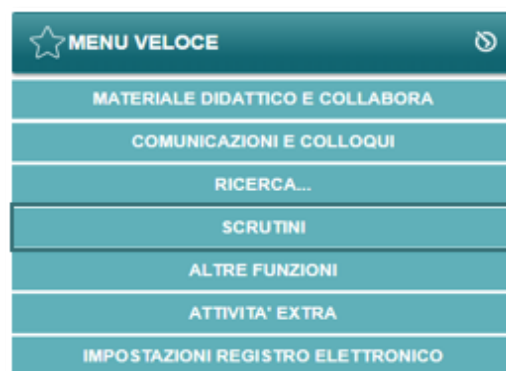 MENU VELOCE
MATERIALE DIDATTICO E COLLABORA
COMUNICAZIONI E COLLOQUI
RICERCA...
SCRUTINI
ALTRE FUNZIONI
ATTIVITA' EXTRA
IMPOSTAZIONI REGISTRO ELETTRONICO